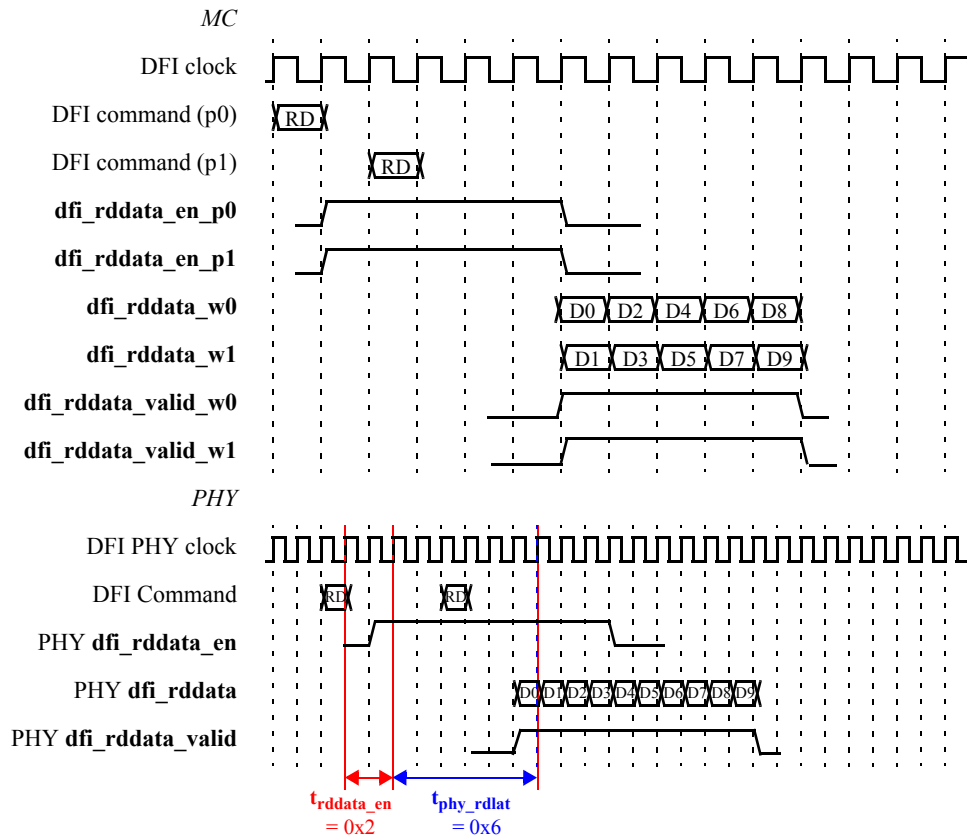 MC
DFI clock
DFI command (p0) RD
DFI command (p1) RD
dfi_rddata_en_p0
dfi_rddata_en_p1
dfi_rddata_w0 D0 D2 D4 D6 D8
dfi_rddata_w1 D1 D3 D5 D7 D9
dfi_rddata_valid_w0
dfi_rddata_valid_w1
PHY
DFI PHY clock
DFI Command RD RD
PHY dfi_rddata_en
PHY dfi_rddata D0 D1 D2 D3 D4 D5 D6 D7 D8 D9
PHY dfi_rddata_valid
trddata_en tphy_rdlat
= 0x2 = 0x6